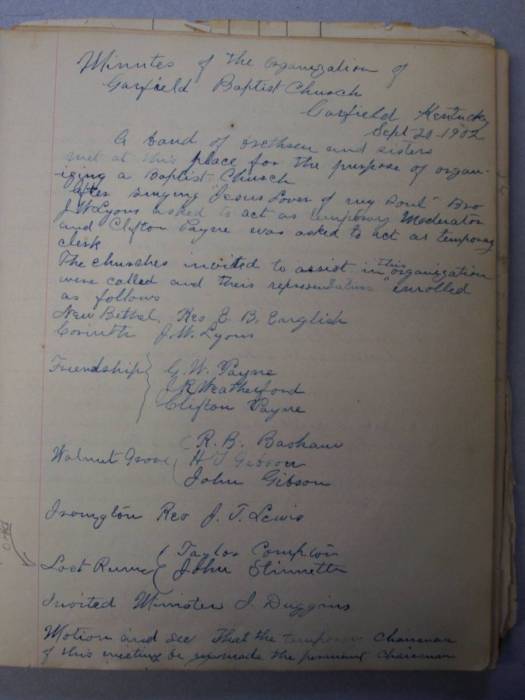 Minutes of the organization of
Garfield Baptist Church
Garfield Kentucky
Sept 20 - 1902
A band of brethren and sisters
met at this place for the purpose of organ-
izing a Baptist Church
After singing "Jesus Lover of my Soul" Bro
J. W. Lyons asked to act as temporary Moderator
and Clifton Payne was asked to act as temporary
clerk
The churches invited to assist in this organization
were called and their representatives enrolled
as follows
New Bethel, Rev E. B. English
Corinth J. W. Lyons
Friendship G. W. Payne
J. R. Weatherford
Clifton Payne
R. B. Basham
Walnut Grove H T Gibson
John Gibson
Irvington Rev J. T. Lewis
Taylor Compton
Lost Run John Stinnett
Invited Minister I. Duggins
Motion and sec That the temporary Chairman
of this meeting be made the permanent Chairman